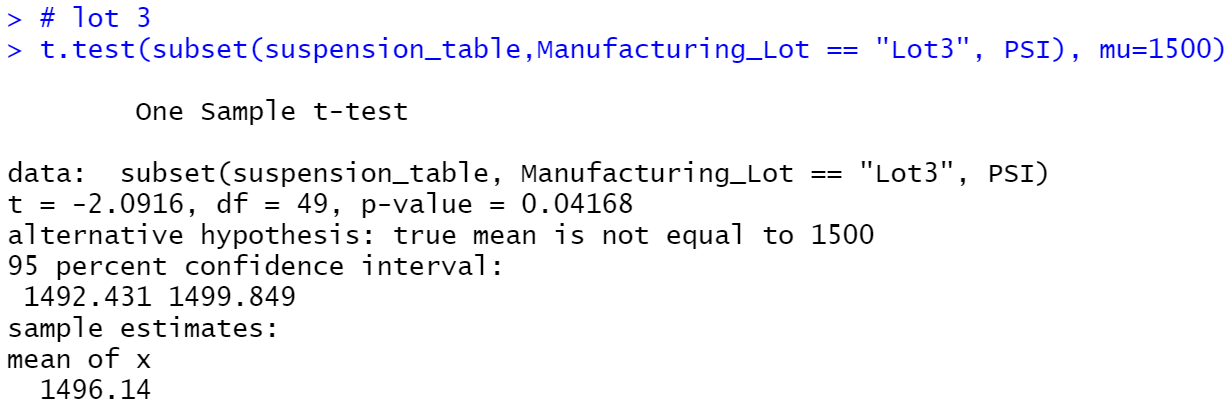 > # lot 3
> t.test(subset(suspension_table,Manufacturing_Lot == "Lot3", PSI), mu=1500)
One Sample t-test
data:  subset(suspension_table, Manufacturing_Lot == "Lot3", PSI)
t = -2.0916, df = 49, p-value = 0.04168
alternative hypothesis: true mean is not equal to 1500
95 percent confidence interval:
1492.431 1499.849
sample estimates:
mean of x
1496.14